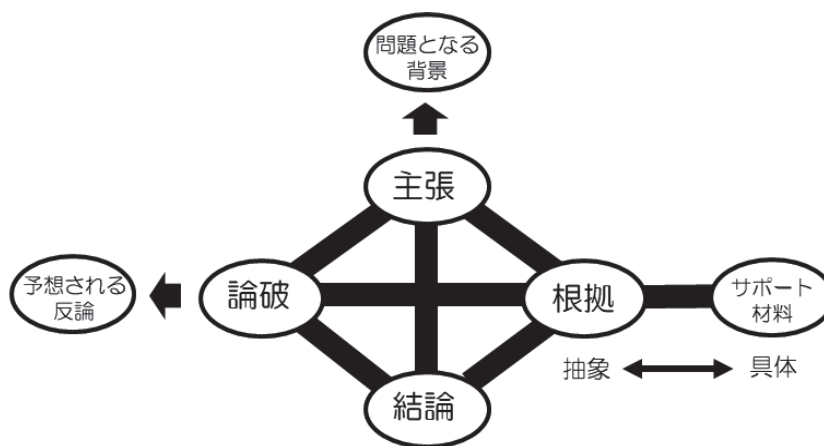 問題となる
背景
主張
予想される
反論
論破
根拠
サポート
材料
抽象
具体
結論